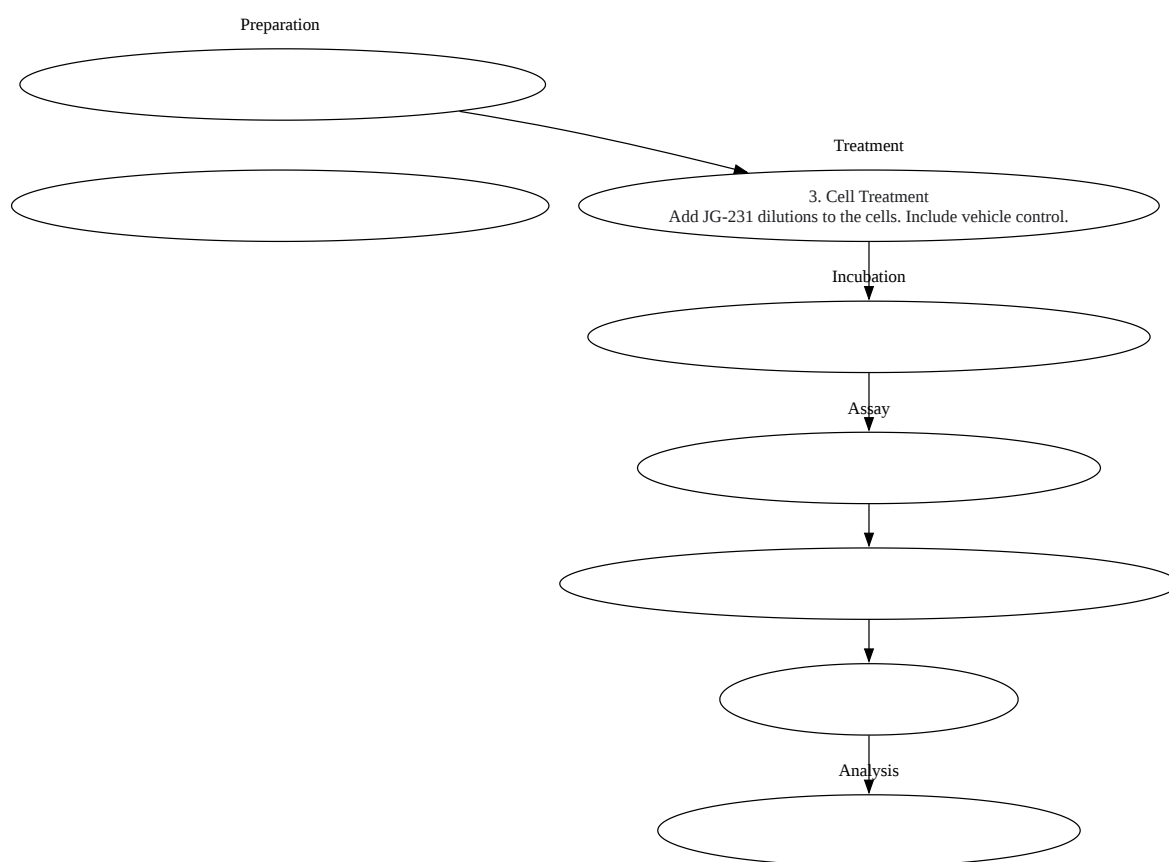 Preparation
Treatment
3. Cell Treatment
Add JG-231 dilutions to the cells. Include vehicle control.
Incubation
Assay
Analysis